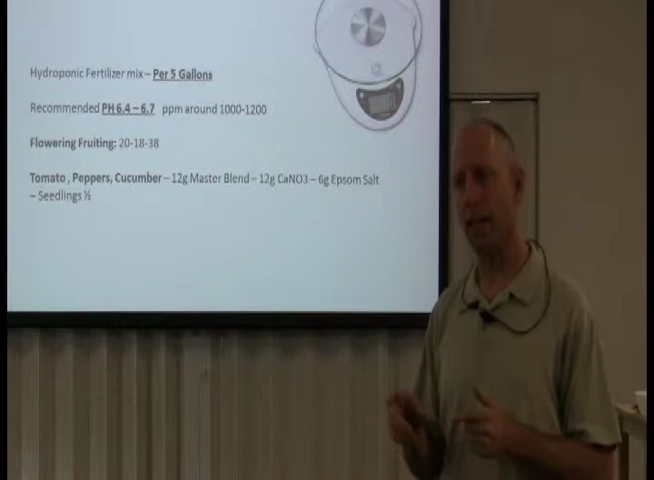 Hydroponic Fertilizer mix – Per 5 Gallons
Recommended PH 6.4 – 6.7 ppm around 1000-1200
Flowering Fruiting: 20-18-38
Tomato , Peppers, Cucumber – 12g Master Blend – 12g CaNO3 – 6g Epsom Salt
– Seedlings ½